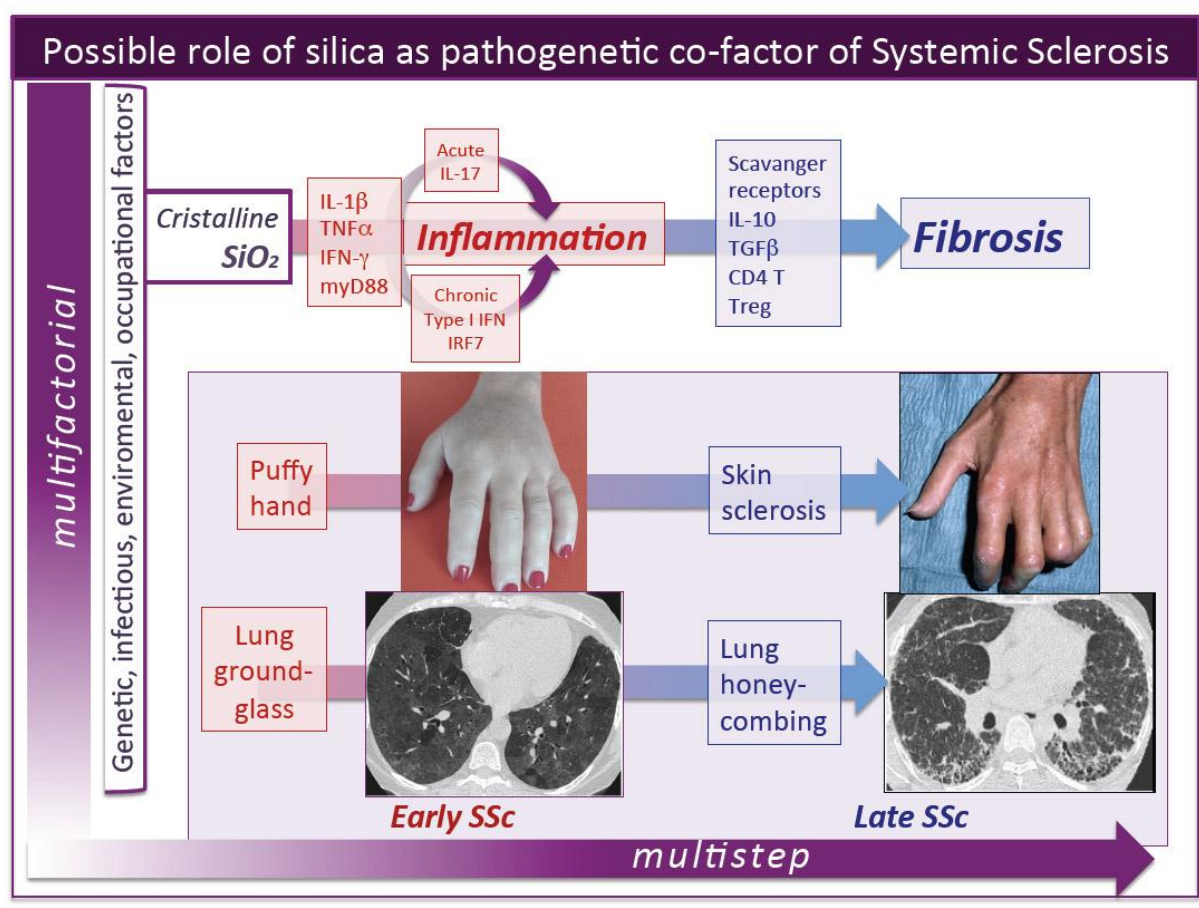 Possible role of silica as pathogenetic co-factor of Systemic Sclerosis
multifactorial
Genetic, infectious, enviromental, occupational factors
Cristalline
SiO₂
IL-1β
TNFα
IFN-γ
myD88
Acute
IL-17
Inflammation
Chronic
Type I IFN
IRF7
Scavanger
receptors
IL-10
TGFβ
CD4 T
Treg
Fibrosis
Puffy
hand
Skin
sclerosis
Lung
ground-
glass
Lung
honey-
combing
Early SSc
Late SSc
multistep